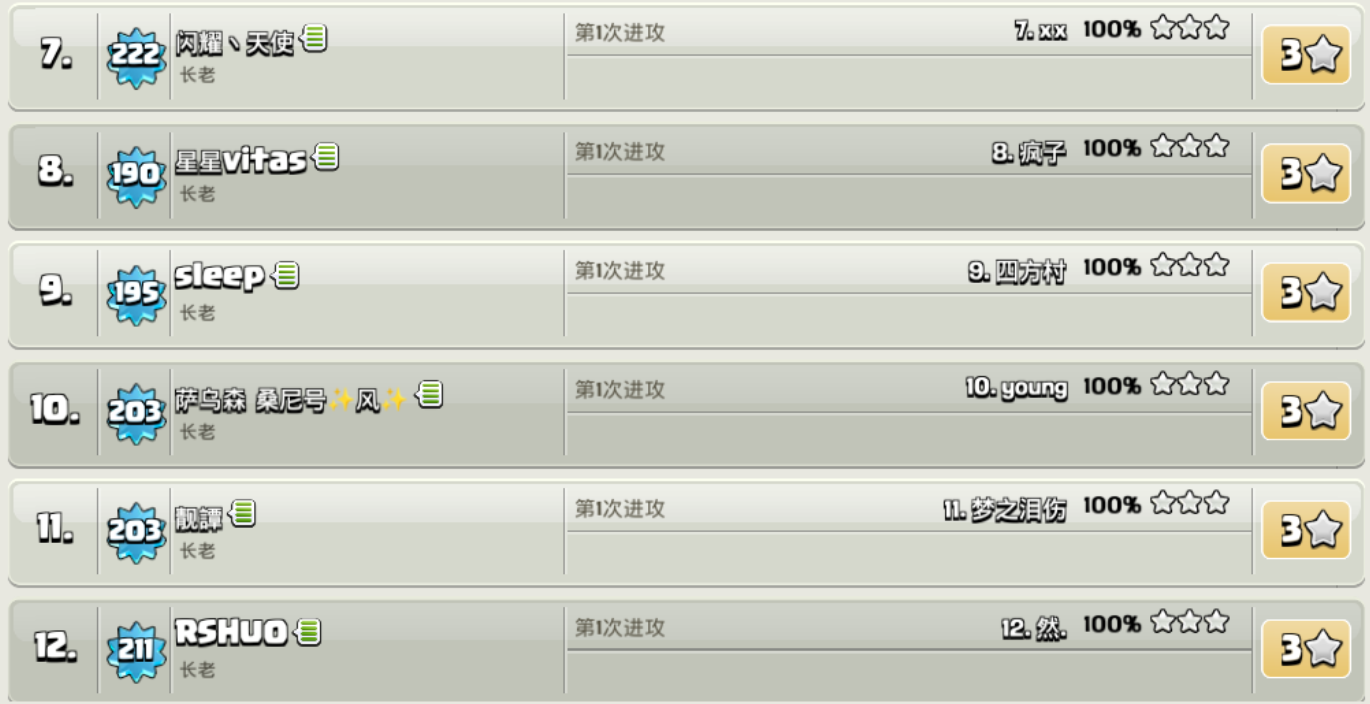 7. 222 闪耀丶天使 第1次进攻 7. xx 100% 3
长老
8. 190 星星vitas 第1次进攻 8. 疯子 100% 3
长老
9. 195 sleep 第1次进攻 9. 四方村 100% 3
长老
10. 203 萨乌森 桑尼号✨风✨ 第1次进攻 10. young 100% 3
长老
11. 203 靓譚 第1次进攻 11. 梦之泪伤 100% 3
长老
12. 211 RSHUO 第1次进攻 12. 然. 100% 3
长老